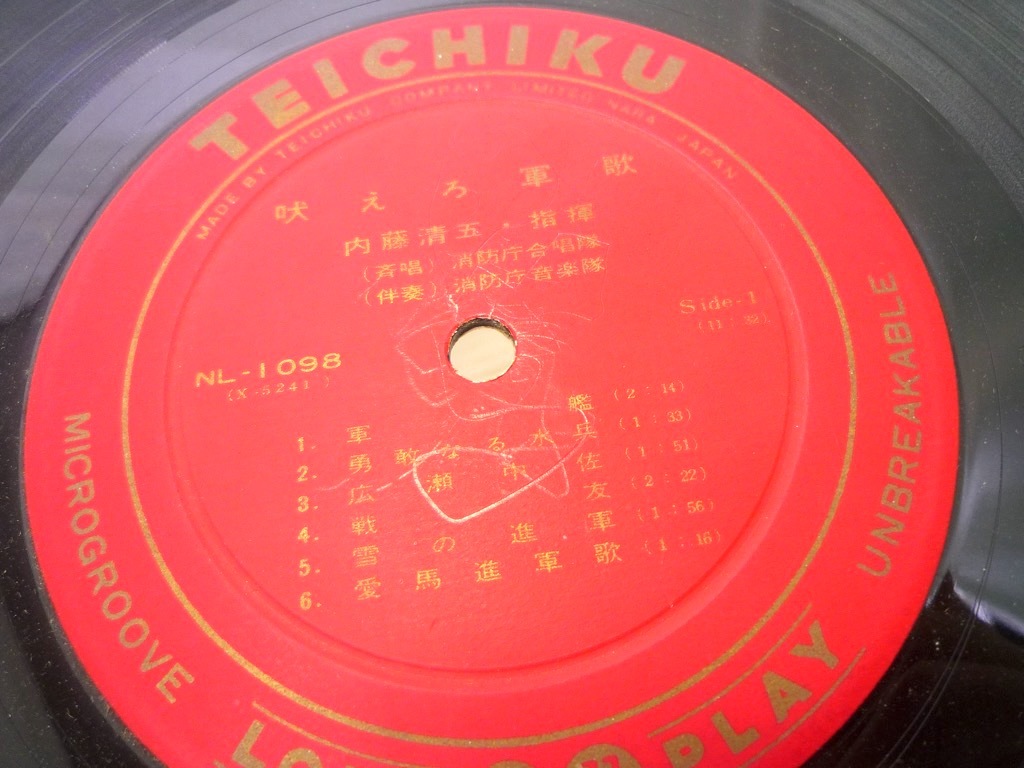 TEICHIKU
MADE BY TEICHIKU COMPANY LIMITED NARA JAPAN
吠えろ軍歌
内藤清五・指揮
(斉唱) 消防庁合唱隊
(伴奏) 消防庁音楽隊
Side-1
(11:32)
NL-1098
(X-5241)
1. 軍艦 (2:14)
2. 勇敢なる水兵 (1:33)
3. 広瀬中佐 (1:51)
4. 戦友 (2:22)
5. 雪の進軍 (1:56)
6. 愛馬進軍歌 (1:16)
MICROGROOVE
UNBREAKABLE
PLAY